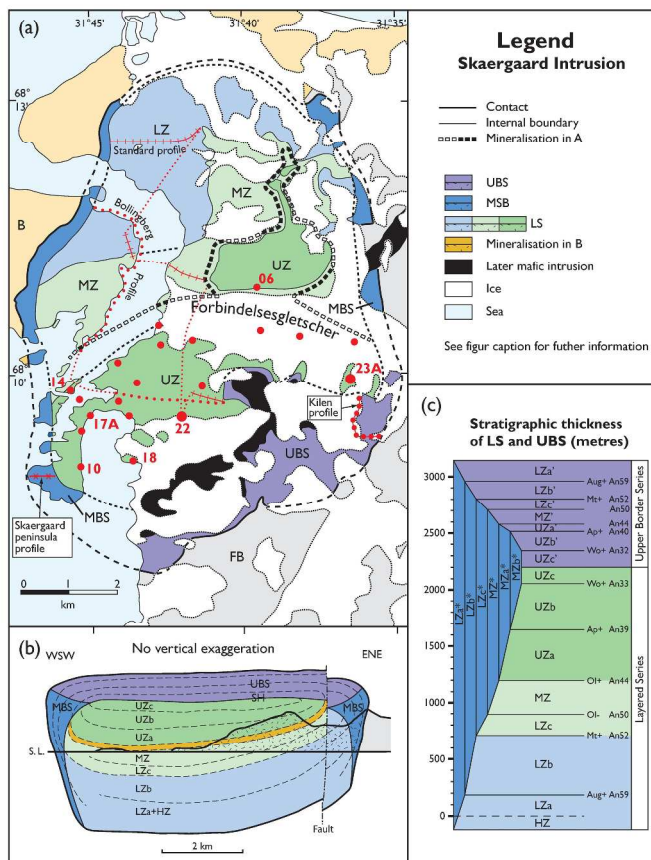 (a)
31°45
31°40
31°35
68°
13'
68°
10'
LZ
Standard profile
MZ
B
Bollingberg
Profile
MZ
UZ
06
MBS
Forbindelsesgletscher
14
UZ
23A
Kilen
profile
17A
22
UBS
18
10
MBS
Skaergaard
peninsula
profile
FB
0 1 2
km
Legend
Skaergaard Intrusion
Contact
Internal boundary
Mineralisation in A
UBS
MSB
LS
Mineralisation in B
Later mafic intrusion
Ice
Sea
See figur caption for futher information
(b)
No vertical exaggeration
WSW
ENE
UBS
SH
MBS
MBS
UZc
UZb
UZa
S. L.
MZ
LZc
LZb
LZa+HZ
Fault
2 km
(c)
Stratigraphic thickness
of LS and UBS (metres)
3000
2500
2000
1500
1000
500
0
LZa*
LZb*
LZc*
MZ*
MZa*
MZb*
LZa'
Aug+ An59
LZb'
Mt+ An52
LZc'
An50
MZ'
An44
UZa'
Ap+ An40
UZb'
Wo+ An32
UZc'
UZc
Wo+ An33
UZb
Ap+ An39
UZa
Ol+ An44
MZ
Ol- An50
LZc
Mt+ An52
LZb
Aug+ An59
LZa
HZ
Upper Border Series
Layered Series